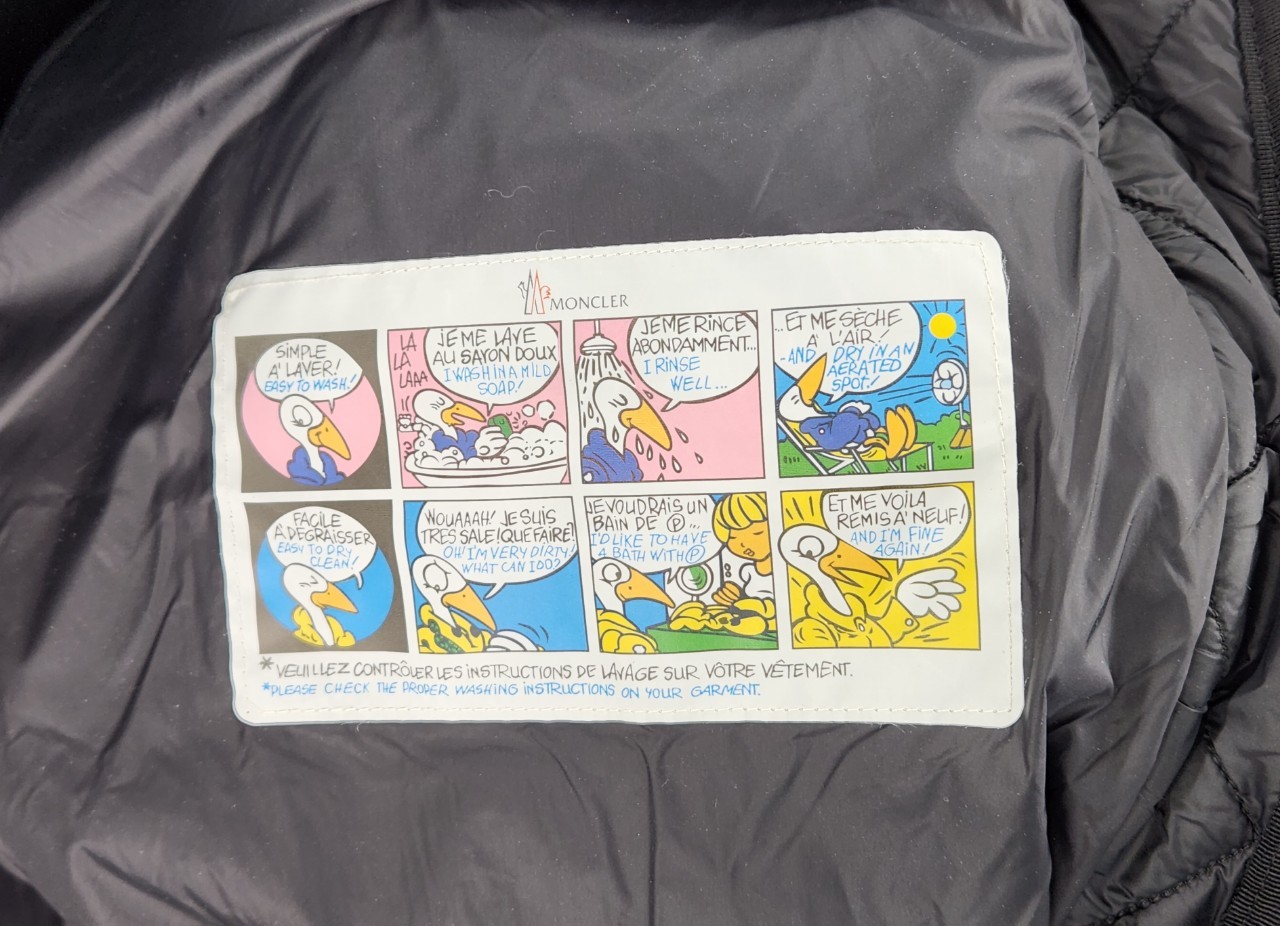 MONCLER
SIMPLE
A' LAVER!
EASY TO WASH!
LA
LA
LAAA
JE ME LAVE
AU SAVON DOUX
I WASH IN A MILD
SOAP!
JE ME RINCE
ABONDAMMENT...
I RINSE
WELL...
...ET ME SÈCHE
A' L'AIR!
...AND DRY IN AN
AERATED
SPOT!
FACILE
A' DEGRAISSER
EASY TO DRY
CLEAN!
WOUAAAH! JE SUIS
TRES SALE! QUE FAIRE?
OH! I'M VERY DIRTY!
WHAT CAN I DO?
JE VOUDRAIS UN
BAIN DE Ⓟ...
I'D LIKE TO HAVE
A BATH WITH Ⓟ
ET ME VOILA
REMIS A' NEUF!
AND I'M FINE
AGAIN!
* VEUILLEZ CONTRÔLER LES INSTRUCTIONS DE LAVAGE SUR VÔTRE VÊTEMENT.
*PLEASE CHECK THE PROPER WASHING INSTRUCTIONS ON YOUR GARMENT.